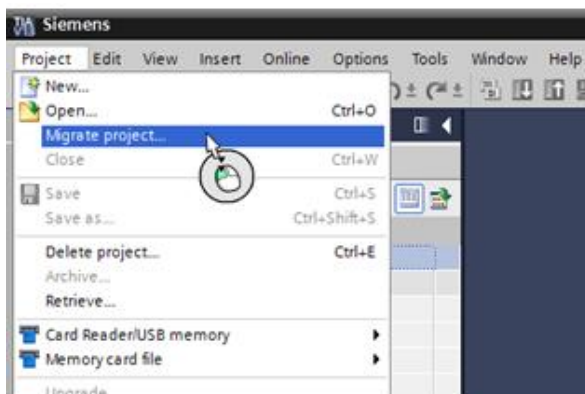 Siemens
Project Edit View Insert Online Options Tools Window Help
New...
Open... Ctrl+O
Migrate project...
Close Ctrl+W
Save Ctrl+S
Save as... Ctrl+Shift+S
Delete project... Ctrl+E
Archive...
Retrieve...
Card Reader/USB memory
Memory card file
Upgrade